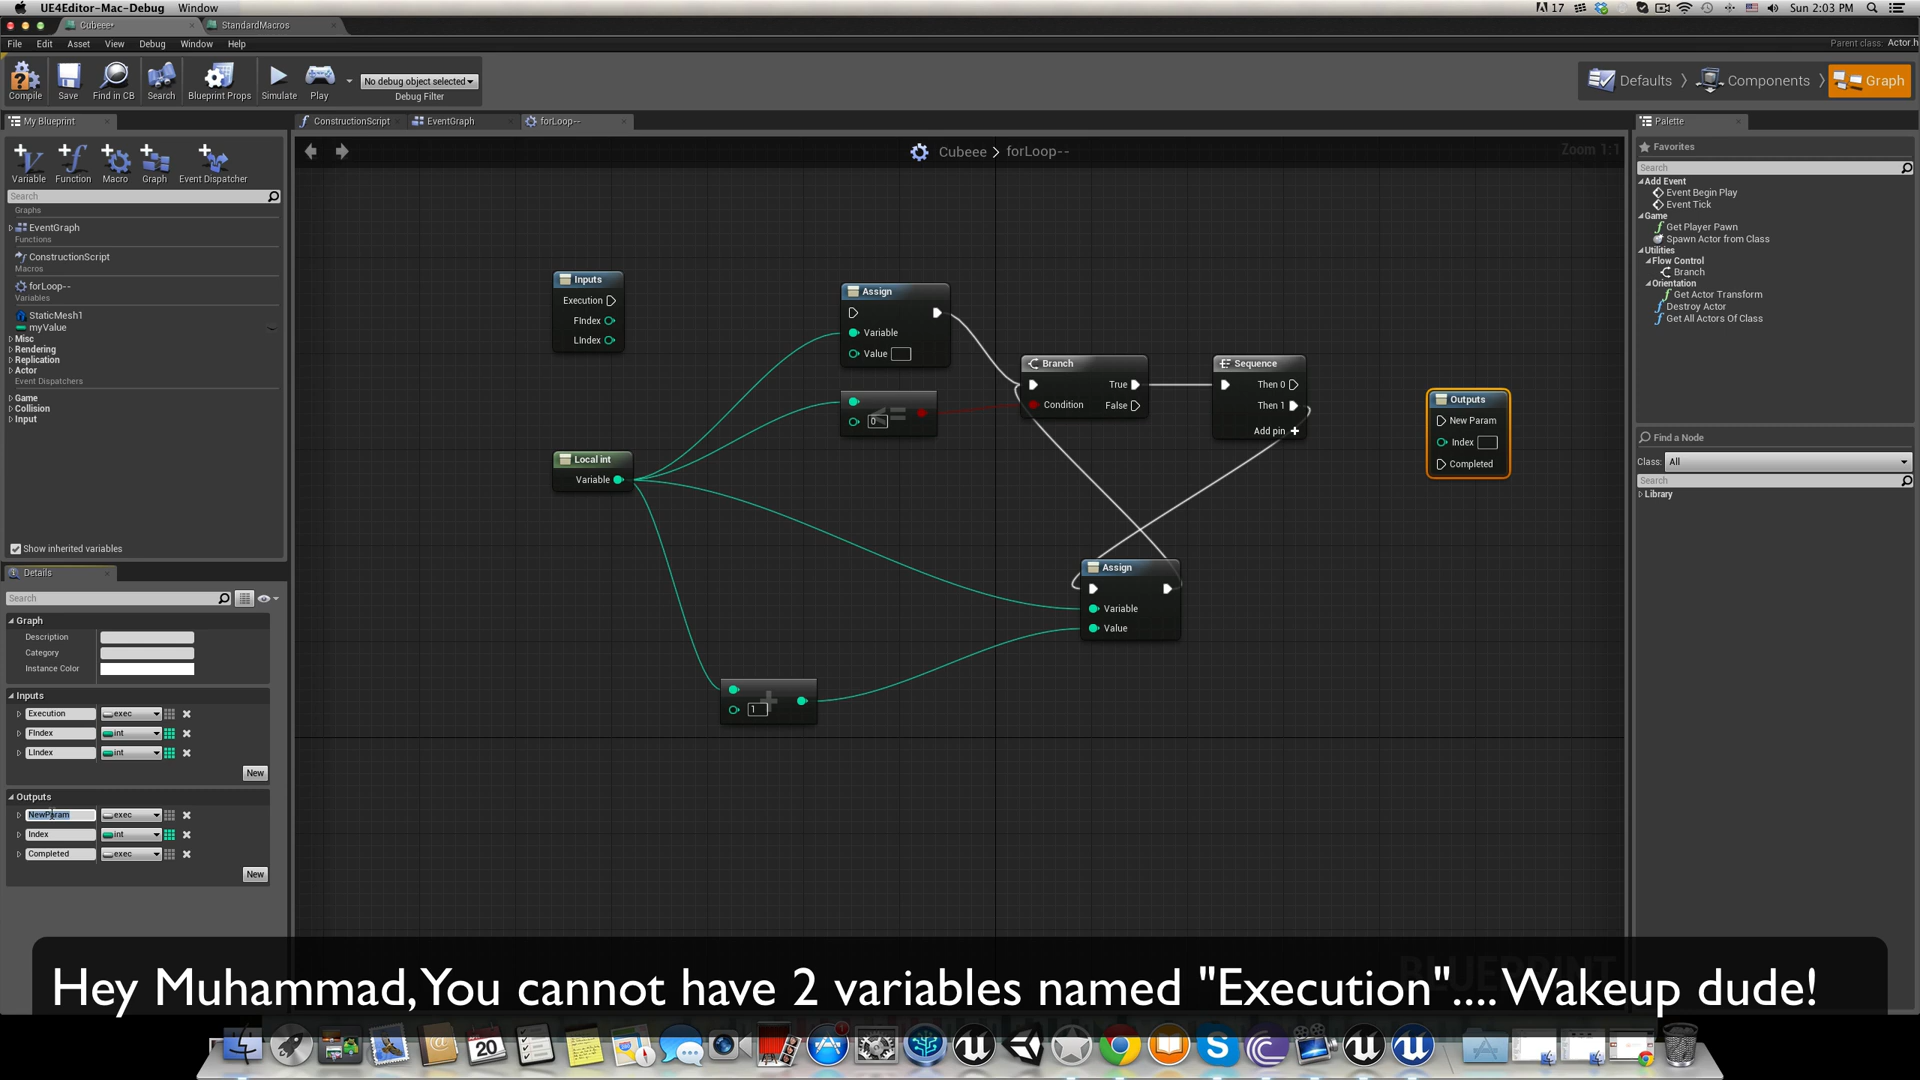 UE4Editor-Mac-Debug Window
17 Sun 2:03 PM
Cubeee* StandardMacros
File Edit Asset View Debug Window Help
Parent class: Actor.h
Compile Save Find in CB Search Blueprint Props Simulate Play
No debug object selected
Debug Filter
Defaults Components Graph
My Blueprint
ConstructionScript EventGraph forLoop--
Palette
Variable Function Macro Graph Event Dispatcher
Search
Graphs
EventGraph
Functions
ConstructionScript
Macros
forLoop--
Variables
StaticMesh1
myValue
Misc
Rendering
Replication
Actor
Event Dispatchers
Game
Collision
Input
Show inherited variables
Details
Search
Graph
Description
Category
Instance Color
Inputs
Execution exec
FIndex int
LIndex int
New
Outputs
NewParam exec
Index int
Completed exec
New
Cubeee > forLoop--
Zoom 1:1
Inputs
Execution
FIndex
LIndex
Assign
Variable
Value
<=
0
Local int
Variable
Branch
True
Condition False
Sequence
Then 0
Then 1
Add pin +
Outputs
New Param
Index
Completed
Assign
Variable
Value
+
1
Favorites
Search
Add Event
Event Begin Play
Event Tick
Game
Get Player Pawn
Spawn Actor from Class
Utilities
Flow Control
Branch
Orientation
Get Actor Transform
Destroy Actor
Get All Actors Of Class
Find a Node
Class: All
Search
Library
Hey Muhammad, You cannot have 2 variables named "Execution".... Wakeup dude!
20